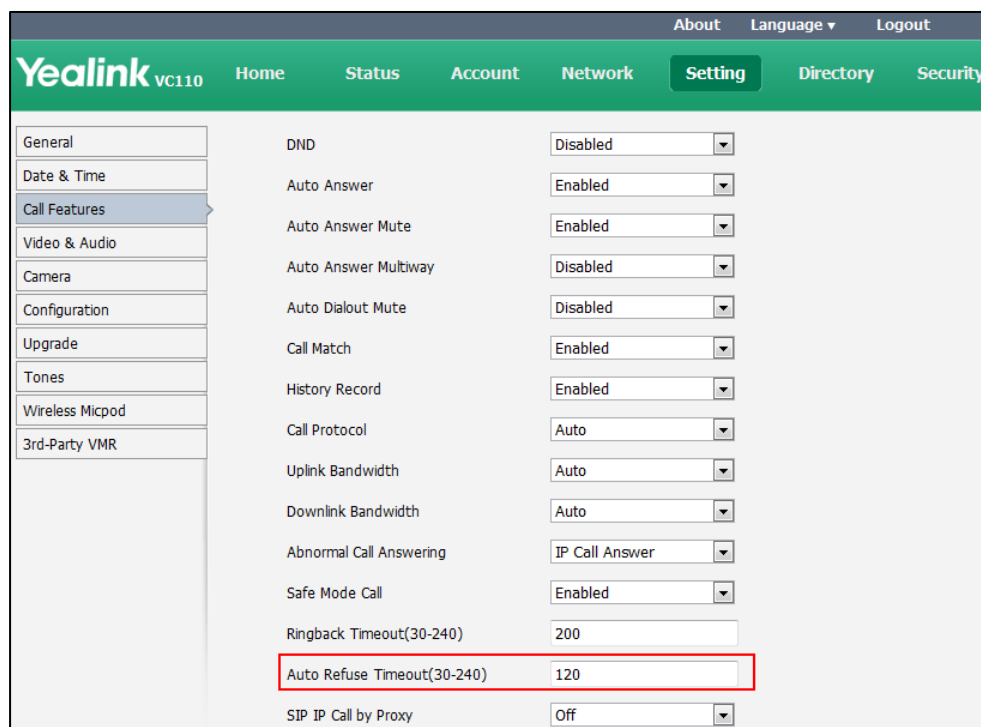 About Language ▾ Logout
Yealink VC110 Home Status Account Network Setting Directory Security
General
Date & Time
Call Features
Video & Audio
Camera
Configuration
Upgrade
Tones
Wireless Micpod
3rd-Party VMR
DND Disabled
Auto Answer Enabled
Auto Answer Mute Enabled
Auto Answer Multiway Disabled
Auto Dialout Mute Disabled
Call Match Enabled
History Record Enabled
Call Protocol Auto
Uplink Bandwidth Auto
Downlink Bandwidth Auto
Abnormal Call Answering IP Call Answer
Safe Mode Call Enabled
Ringback Timeout(30-240) 200
Auto Refuse Timeout(30-240) 120
SIP IP Call by Proxy Off